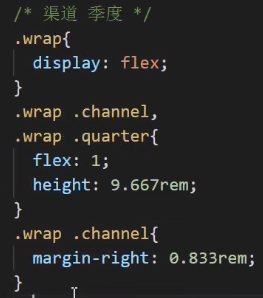 /* 渠道 季度 */
.wrap{
display: flex;
}
.wrap .channel,
.wrap .quarter{
flex: 1;
height: 9.667rem;
}
.wrap .channel{
margin-right: 0.833rem;
}